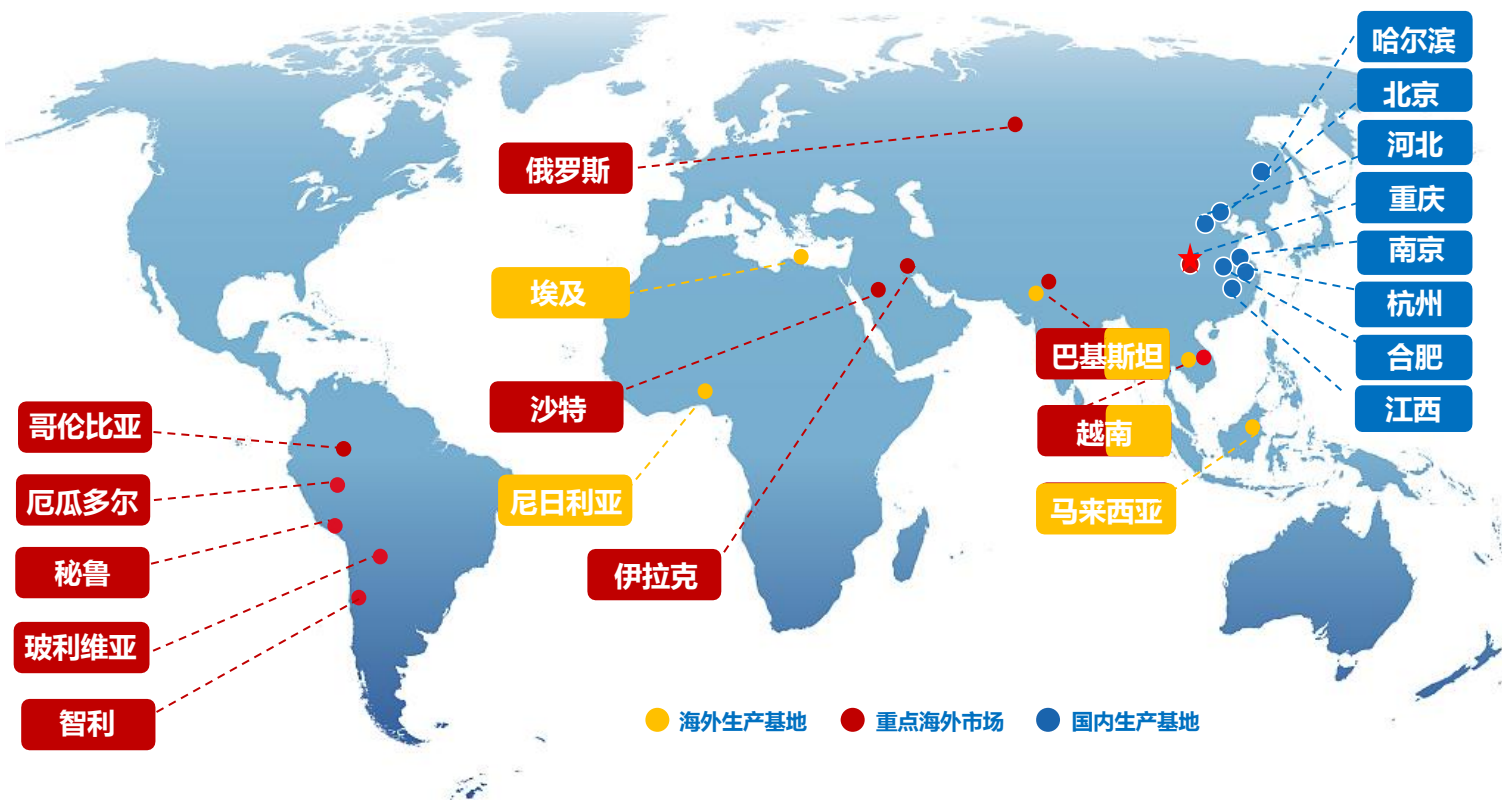 哈尔滨
北京
河北
重庆
南京
杭州
合肥
江西
俄罗斯
埃及
沙特
尼日利亚
伊拉克
巴基斯坦
越南
马来西亚
哥伦比亚
厄瓜多尔
秘鲁
玻利维亚
智利
海外生产基地
重点海外市场
国内生产基地